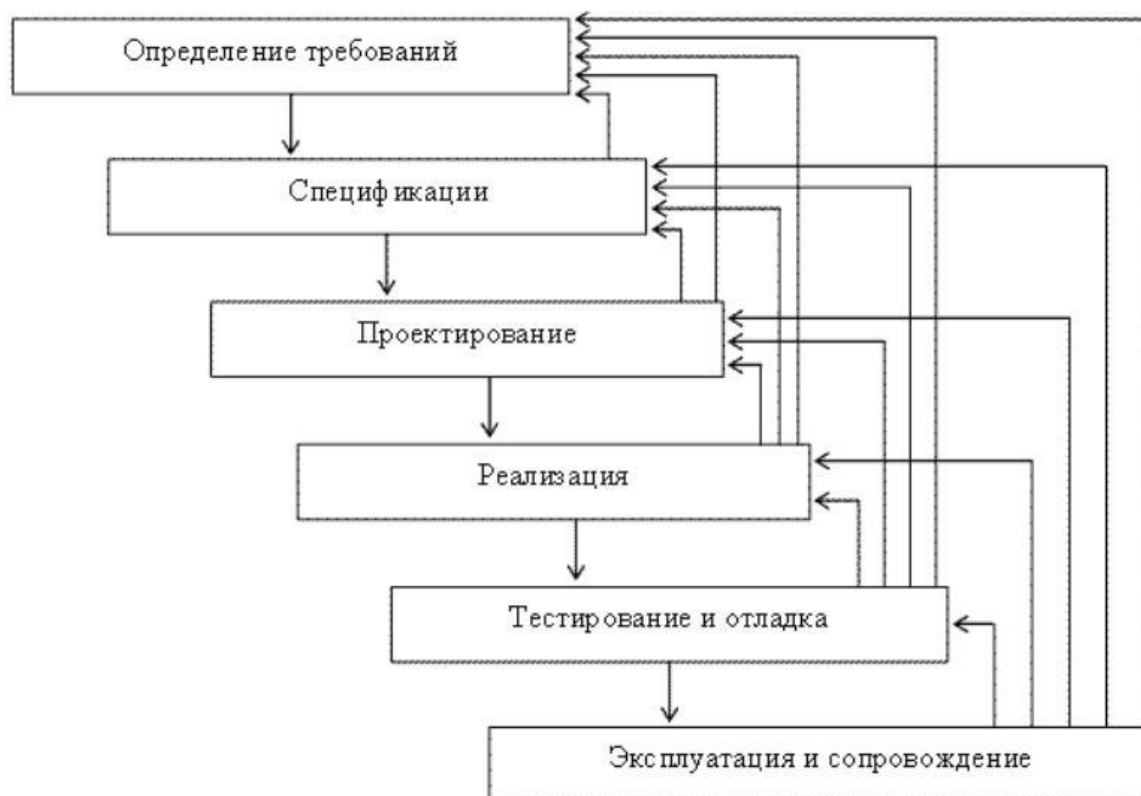 Определение требований
Спецификации
Проектирование
Реализация
Тестирование и отладка
Эксплуатация и сопровождение